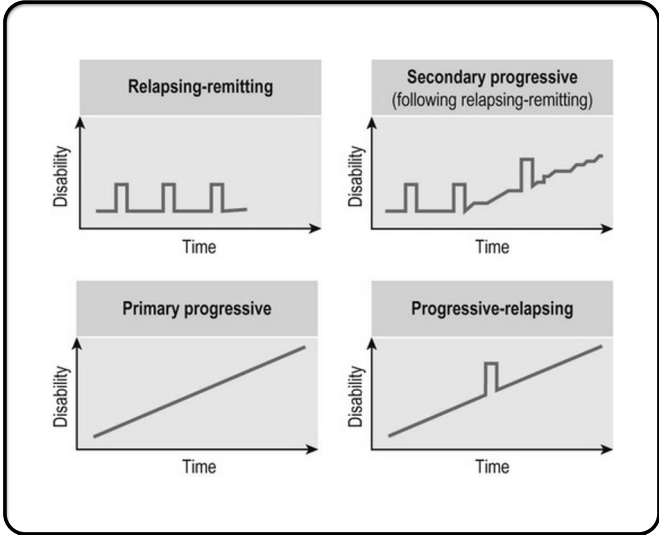 Relapsing-remitting
Disability
Time
Secondary progressive
(following relapsing-remitting)
Disability
Time
Primary progressive
Disability
Time
Progressive-relapsing
Disability
Time